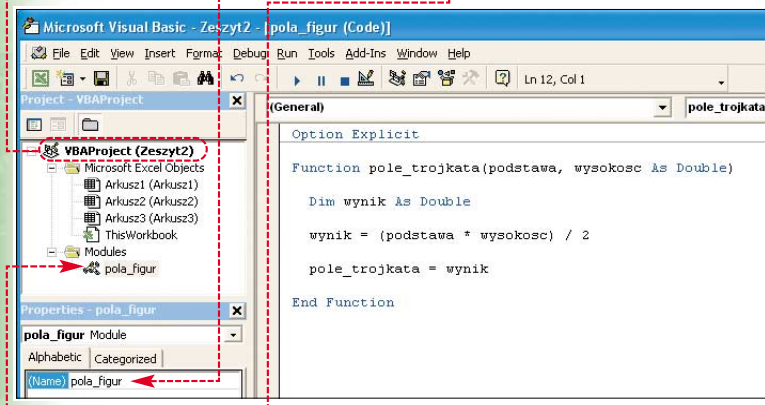 Microsoft Visual Basic - Zeszyt2 - [pola_figur (Code)]
File Edit View Insert Format Debug Run Tools Add-Ins Window Help
Ln 12, Col 1
Project - VBAProject
VBAProject (Zeszyt2)
Microsoft Excel Objects
Arkusz1 (Arkusz1)
Arkusz2 (Arkusz2)
Arkusz3 (Arkusz3)
ThisWorkbook
Modules
pola_figur
Properties - pola_figur
pola_figur Module
Alphabetic Categorized
(Name) pola_figur
(General) pole_trojkata
Option Explicit
Function pole_trojkata(podstawa, wysokosc As Double)
Dim wynik As Double
wynik = (podstawa * wysokosc) / 2
pole_trojkata = wynik
End Function